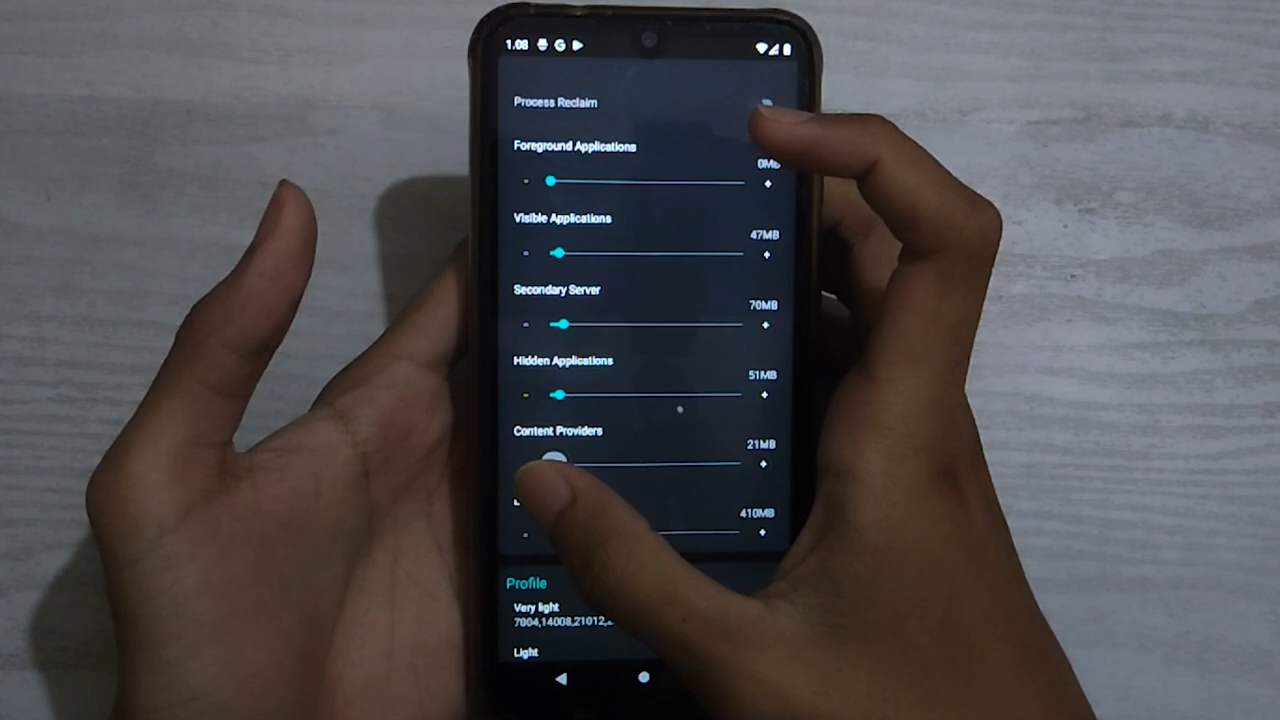 1.08
Process Reclaim
Foreground Applications
0MB
Visible Applications
47MB
Secondary Server
70MB
Hidden Applications
51MB
Content Providers
21MB
410MB
Profile
Very light
7004,14008,21012,
Light